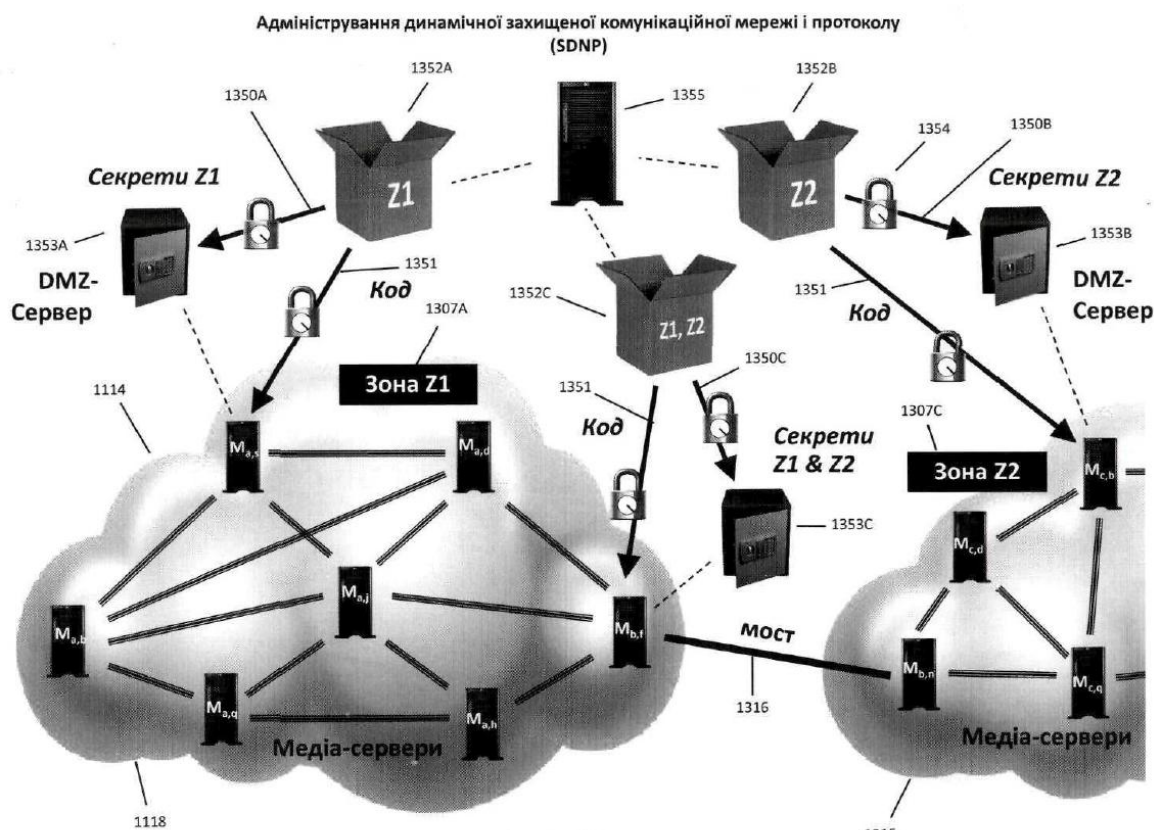 Адміністрування динамічної захищеної комунікаційної мережі і протоколу
(SDNP)
1352A
1352B
1350A
1355
1354
1350B
Секрети Z1
Z1
Z2
Секрети Z2
1353A
1353B
DMZ-
Сервер
1351
Код
1352C
Z1, Z2
1351
Код
DMZ-
Сервер
1307A
1350C
1114
Зона Z1
1351
Код
1307C
Секрети
Z1 & Z2
Зона Z2
Ma,s
Ma,d
Mc,b
1353C
Mc,d
Ma,j
Ma,b
Mb,f
мост
Mb,n
Mc,q
Ma,q
Ma,h
1316
Медіа-сервери
Медіа-сервери
1118